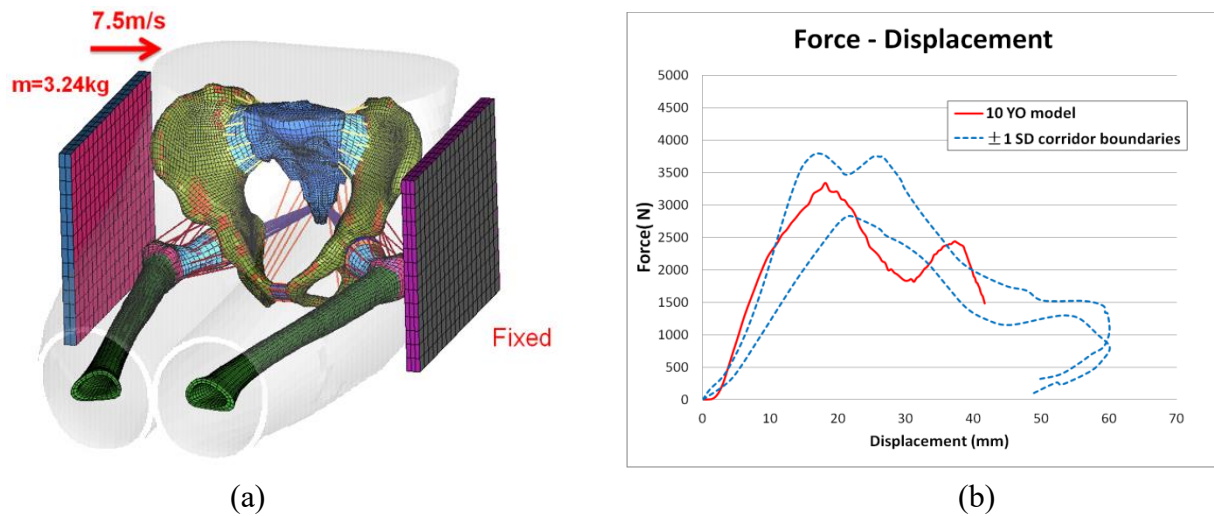 7.5m/s
m=3.24kg
Fixed
(a)
Force - Displacement
5000
4500
4000
3500
3000
2500
2000
1500
1000
500
0
Force( N)
10 YO model
±1 SD corridor boundaries
0 10 20 30 40 50 60 70
Displacement (mm)
(b)